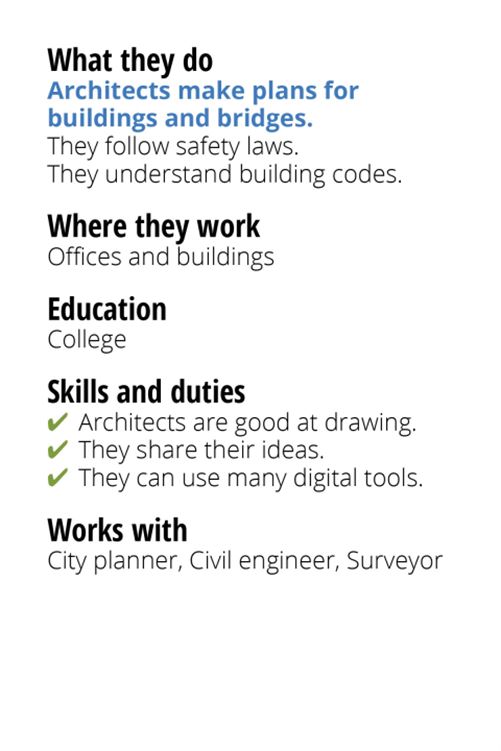 What they do
Architects make plans for
buildings and bridges.
They follow safety laws.
They understand building codes.
Where they work
Offices and buildings
Education
College
Skills and duties
✔ Architects are good at drawing.
✔ They share their ideas.
✔ They can use many digital tools.
Works with
City planner, Civil engineer, Surveyor